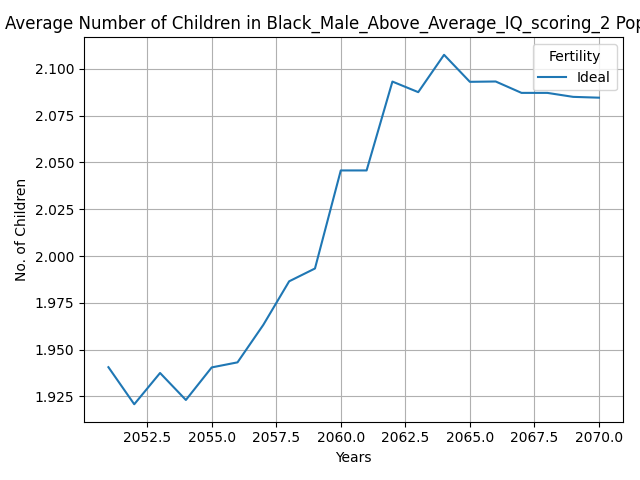 Average Number of Children in Black_Male_Above_Average_IQ_scoring_2 Pop
Fertility
Ideal
2.100
2.075
2.050
2.025
2.000
1.975
1.950
1.925
No. of Children
2052.5 2055.0 2057.5 2060.0 2062.5 2065.0 2067.5 2070.0
Years